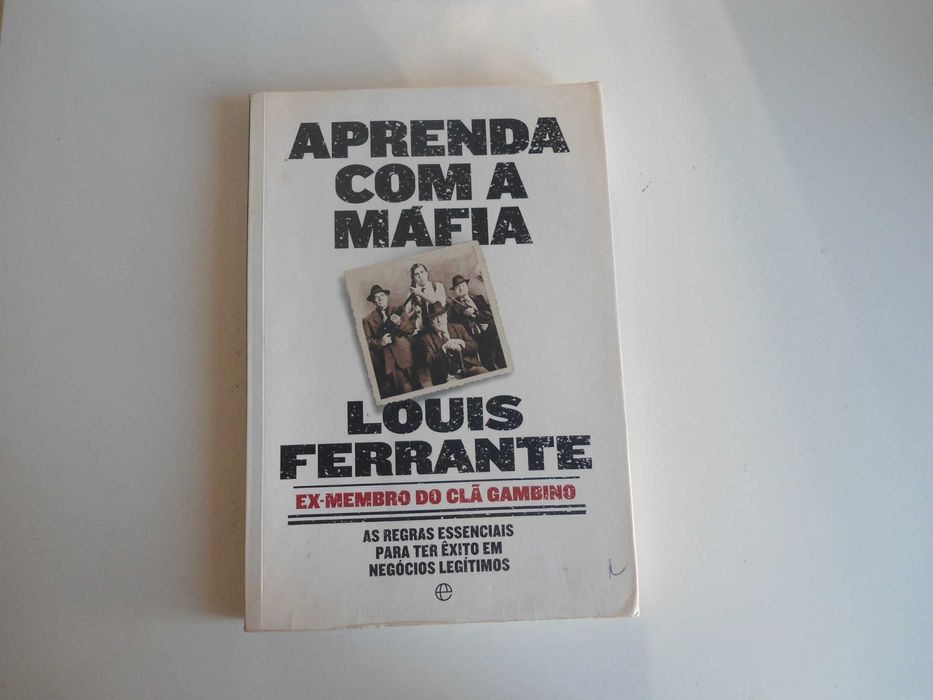 APRENDA
COM A
MÁFIA
LOUIS
FERRANTE
EX-MEMBRO DO CLÃ GAMBINO
AS REGRAS ESSENCIAIS
PARA TER ÊXITO EM
NEGÓCIOS LEGÍTIMOS